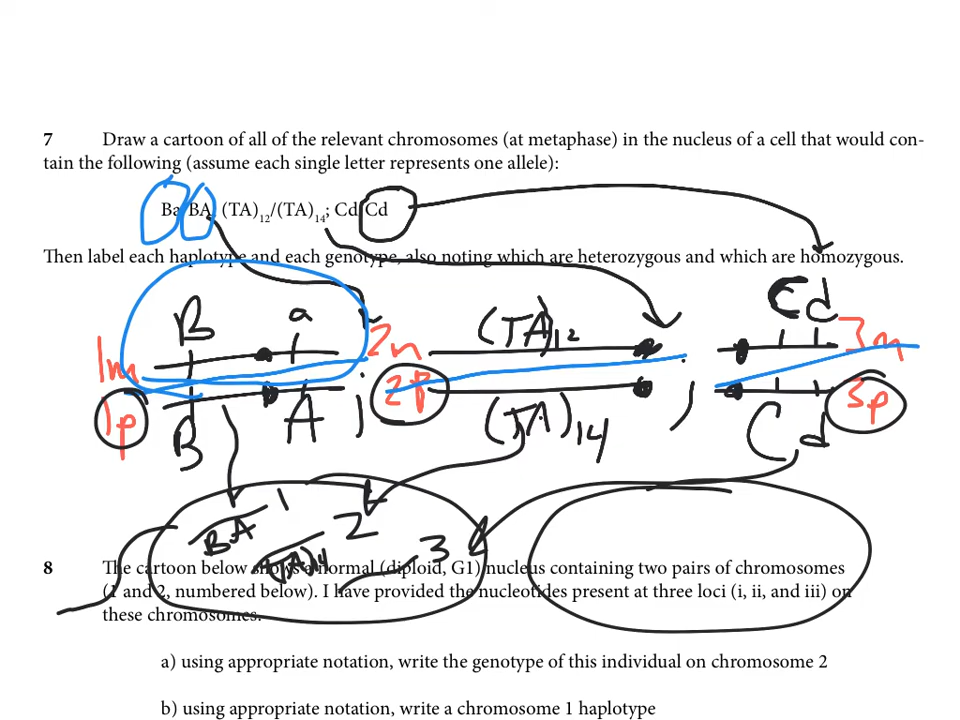 7 Draw a cartoon of all of the relevant chromosomes (at metaphase) in the nucleus of a cell that would con-
tain the following (assume each single letter represents one allele):
Ba/BA; (TA)12/(TA)14; Cd/Cd
Then label each haplotype and each genotype, also noting which are heterozygous and which are homozygous.
B a (TA)12 Cd
1m 2m 3m
1p ; 2p ; 3p
B A (TA)14 Cd
1
BA 2
(TA)14 3
8 The cartoon below shows a normal (diploid, G1) nucleus containing two pairs of chromosomes
(1 and 2, numbered below). I have provided the nucleotides present at three loci (i, ii, and iii) on
these chromosomes.
a) using appropriate notation, write the genotype of this individual on chromosome 2
b) using appropriate notation, write a chromosome 1 haplotype